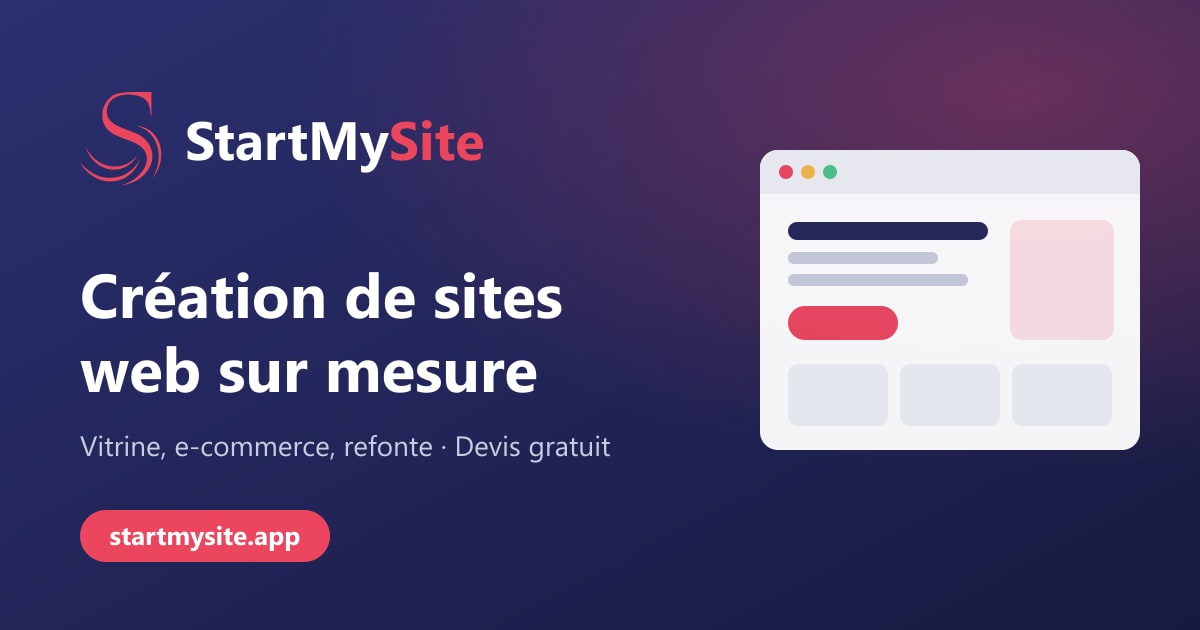 StartMySite
Création de sites
web sur mesure
Vitrine, e-commerce, refonte · Devis gratuit
startmysite.app